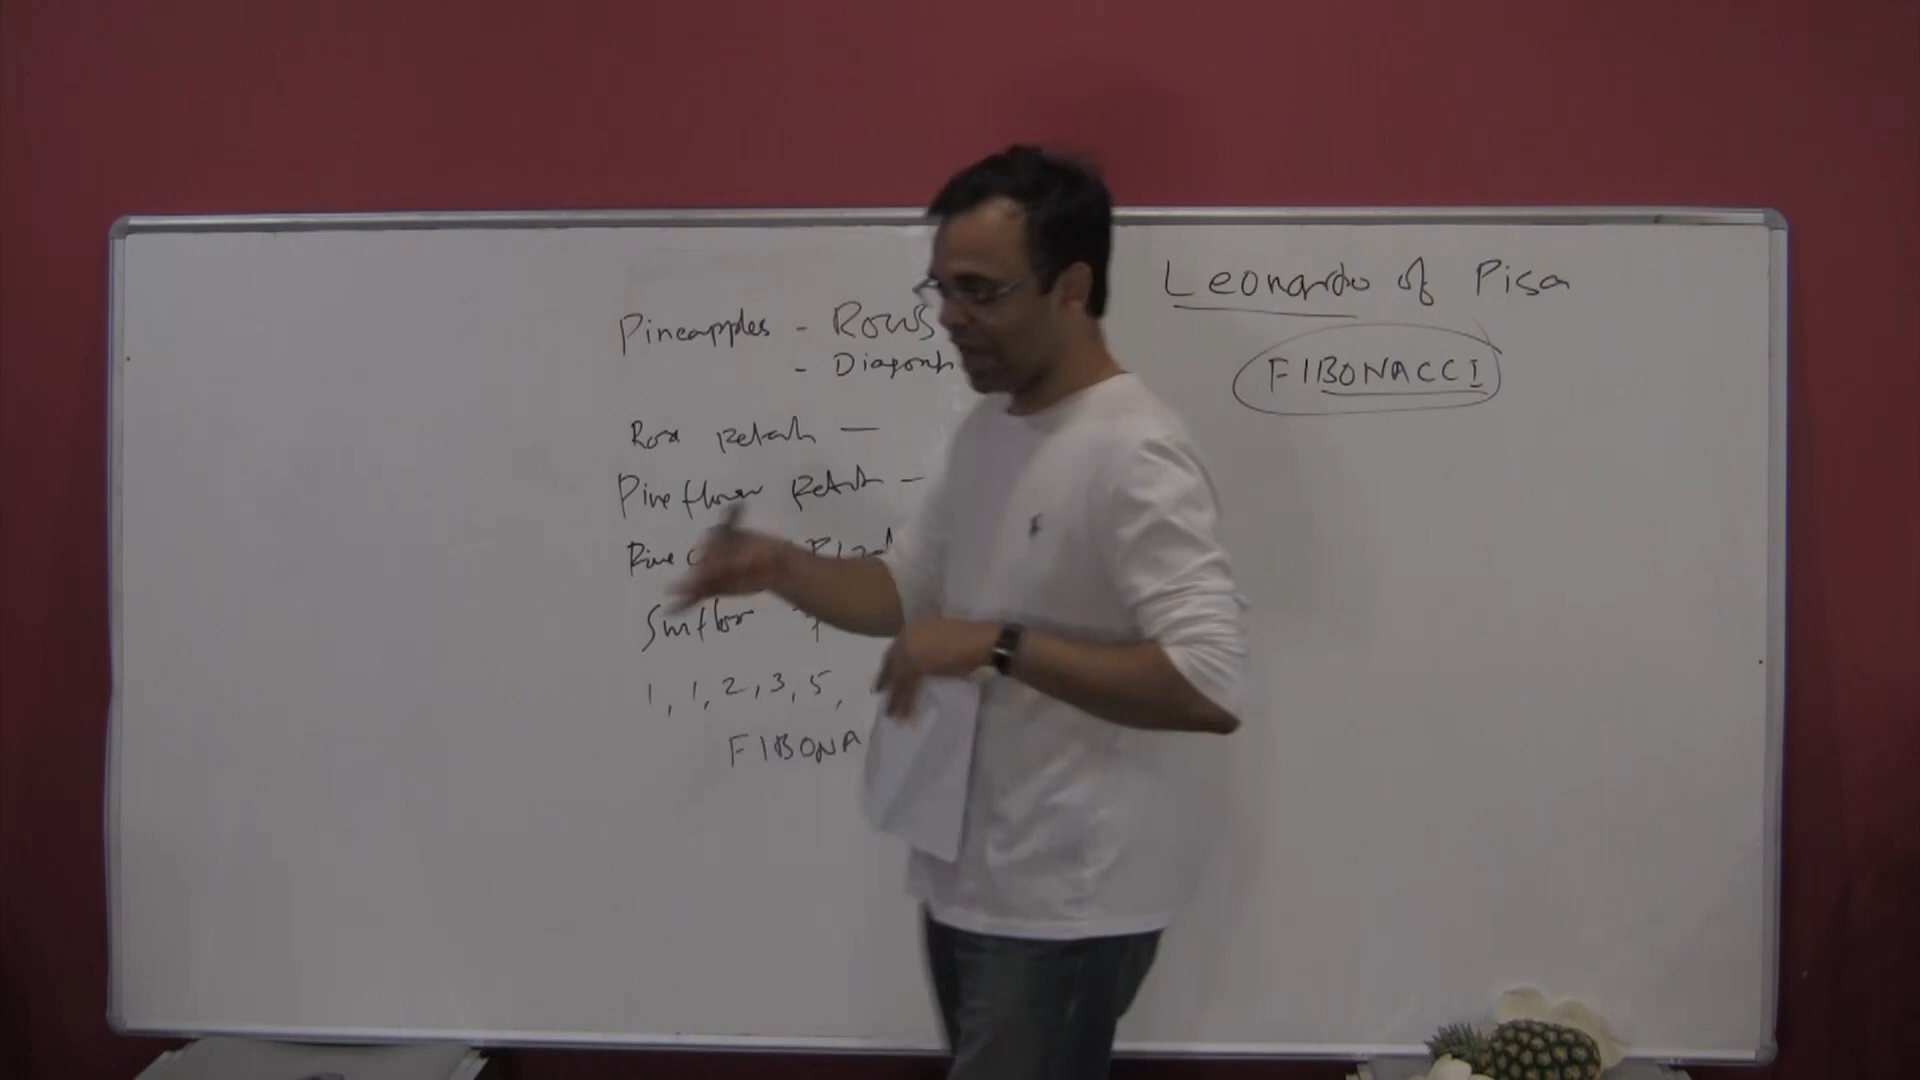 Pineapples - Rows
- Diagonals
Rose petals —
Pine flower petals —
Pine
Sunflower
1, 1, 2, 3, 5,
FIBONA
Leonardo of Pisa
FIBONACCI